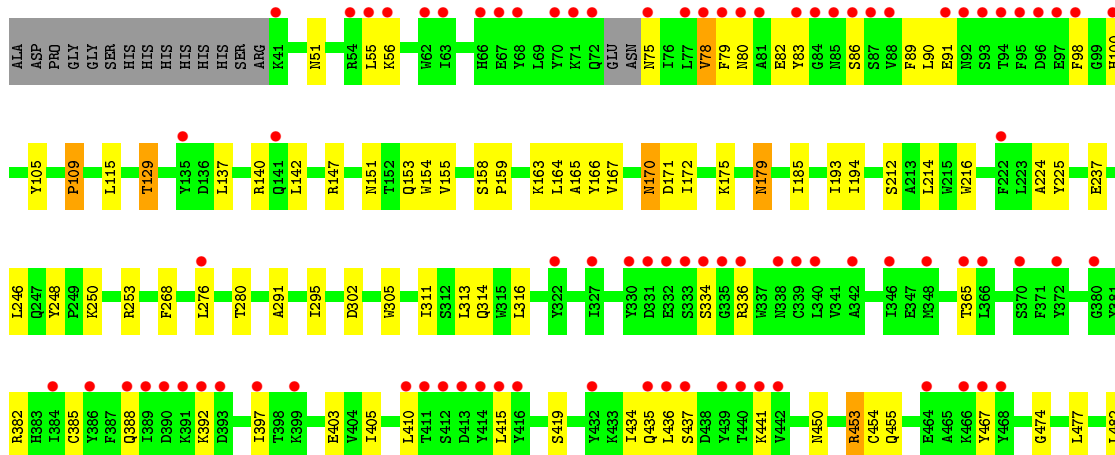 ALA ASP PRO GLY GLY SER HIS HIS HIS HIS HIS HIS SER ARG K41 N51 R54 L55 K56 W62 I63 H66 E67 Y68 L69 Y70 K71 Q72 GLU ASN N75 I76 L77 V78 F79 N80 A81 E82 Y83 G84 N85 S86 S87 V88 F89 L90 E91 N92 S93 T94 F95 D96 E97 F98 G99 H100
Y105 P109 L115 T129 Y135 D136 L137 R140 Q141 L142 R147 N151 T152 Q153 W154 V155 S158 P159 K163 L164 A165 Y166 V167 N170 D171 I172 K175 N179 I185 I193 I194 S212 A213 L214 W215 W216 F222 L223 A224 Y225 E237
L246 Q247 Y248 P249 K250 R253 F268 L276 T280 A291 I295 D302 W305 I311 S312 L313 Q314 W315 L316 Y322 I327 Y330 D331 E332 S333 S334 G335 R336 W337 N338 C339 L340 V341 A342 I346 E347 M348 T365 L366 S370 F371 Y372 G380 Y381
R382 H383 I384 C385 Y386 F387 Q388 I389 D390 K391 K392 D393 I397 T398 K399 E403 V404 I405 L410 T411 S412 D413 Y414 L415 Y416 S419 Y432 K433 I434 Q435 L436 S437 D438 Y439 T440 K441 V442 N450 R453 C454 Q455 E464 A465 K466 Y467 Y468 G474 L477 L482